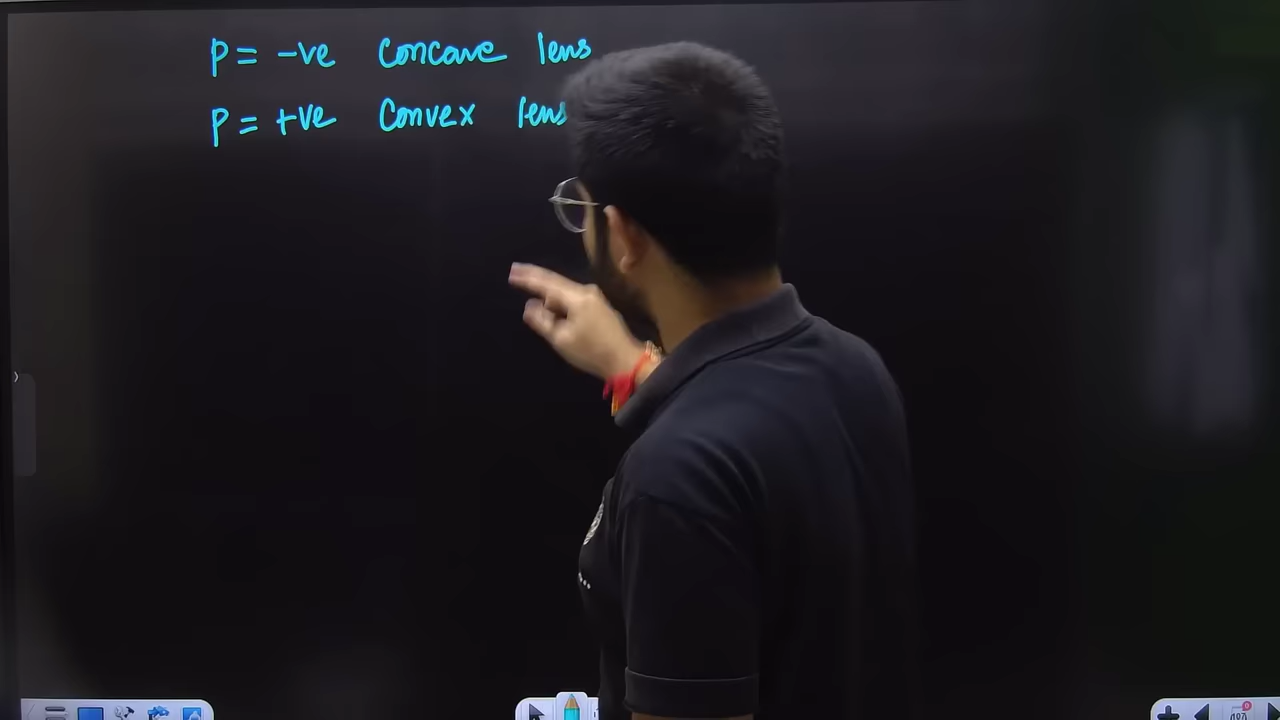 P = -ve Concave lens
P = +ve Convex lens